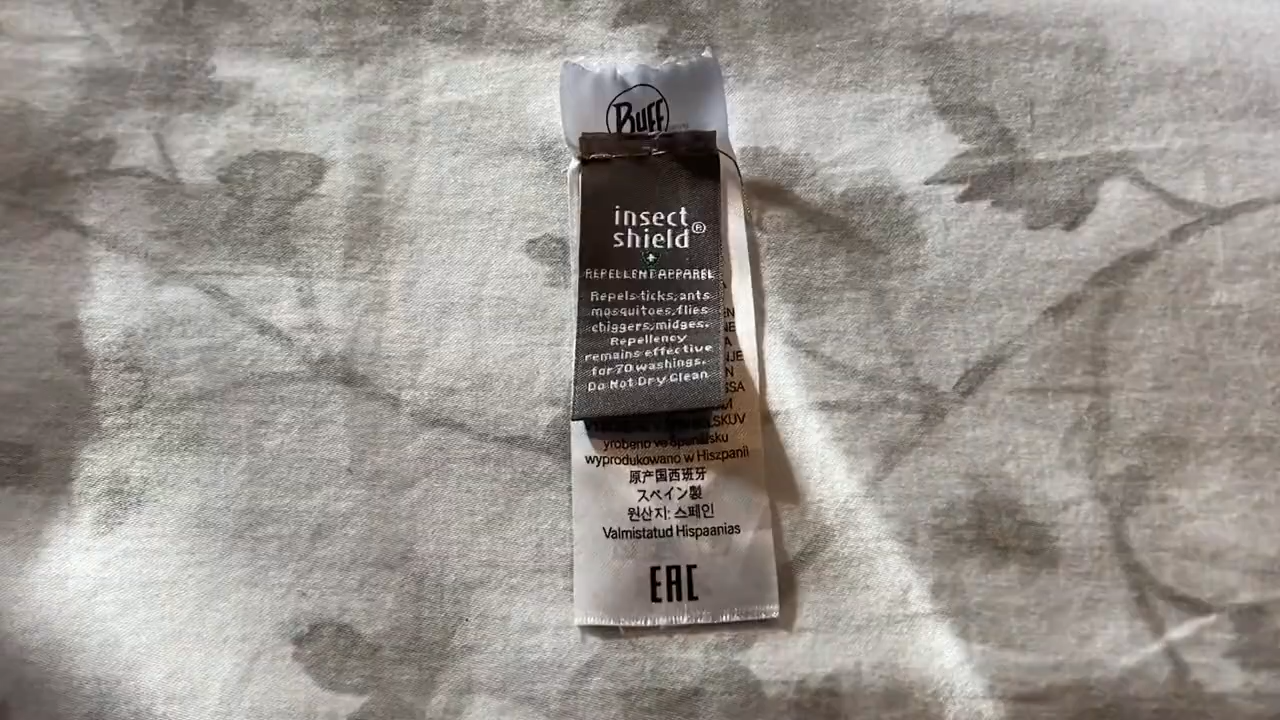 BUFF
insect
shield®
REPELLENT APPAREL
Repels ticks, ants
mosquitoes, flies
chiggers, midges.
Repellency
remains effective
for 70 washings.
Do Not Dry Clean
yrobeno ve Španělsku
wyprodukowano w Hiszpanii
原产国西班牙
スペイン製
원산지: 스페인
Valmistatud Hispaanias
EAC